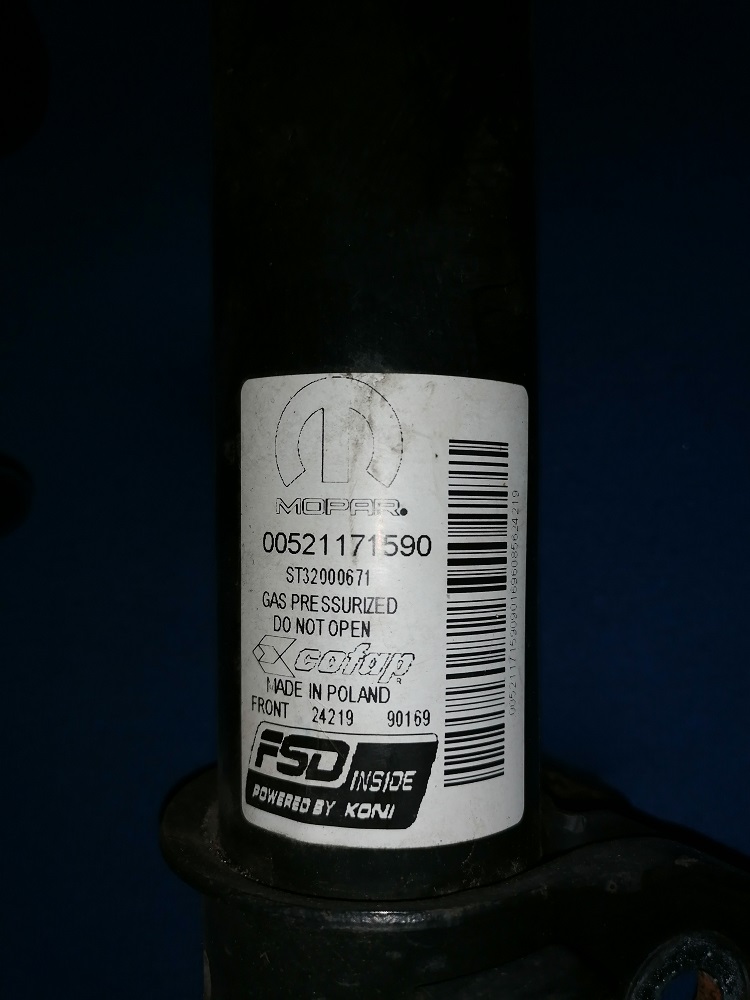 MOPAR.
00521171590
ST32000671
GAS PRESSURIZED
DO NOT OPEN
cofap
MADE IN POLAND
FRONT 24219 90169
FSD INSIDE
POWERED BY KONI